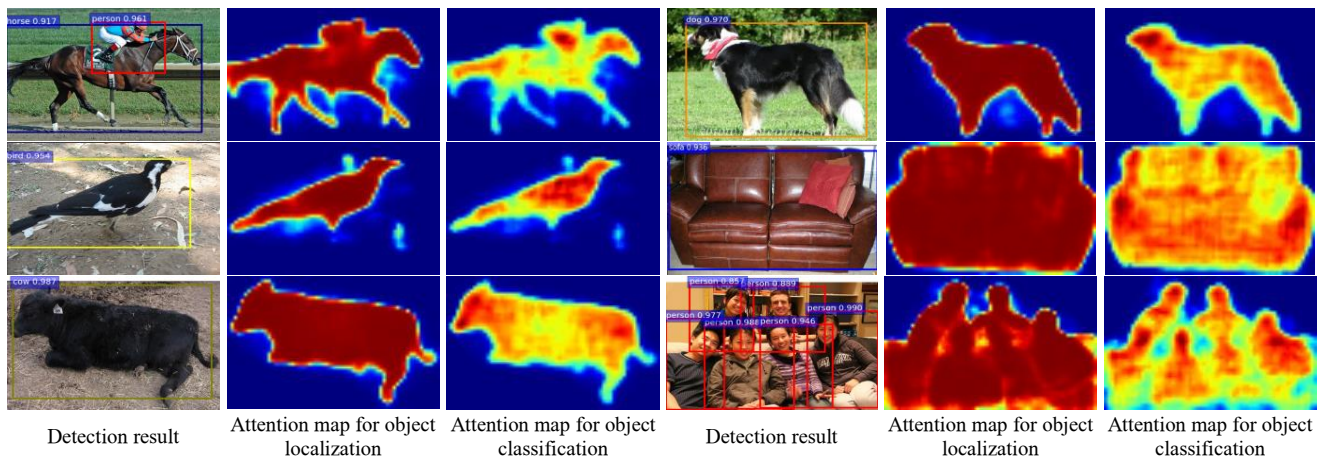 horse 0.917
person 0.961
dog 0.970
bird 0.954
sofa 0.936
cow 0.987
person 0.857
person 0.889
person 0.990
person 0.977
person 0.988
person 0.946
Detection result
Attention map for object
localization
Attention map for object
classification
Detection result
Attention map for object
localization
Attention map for object
classification